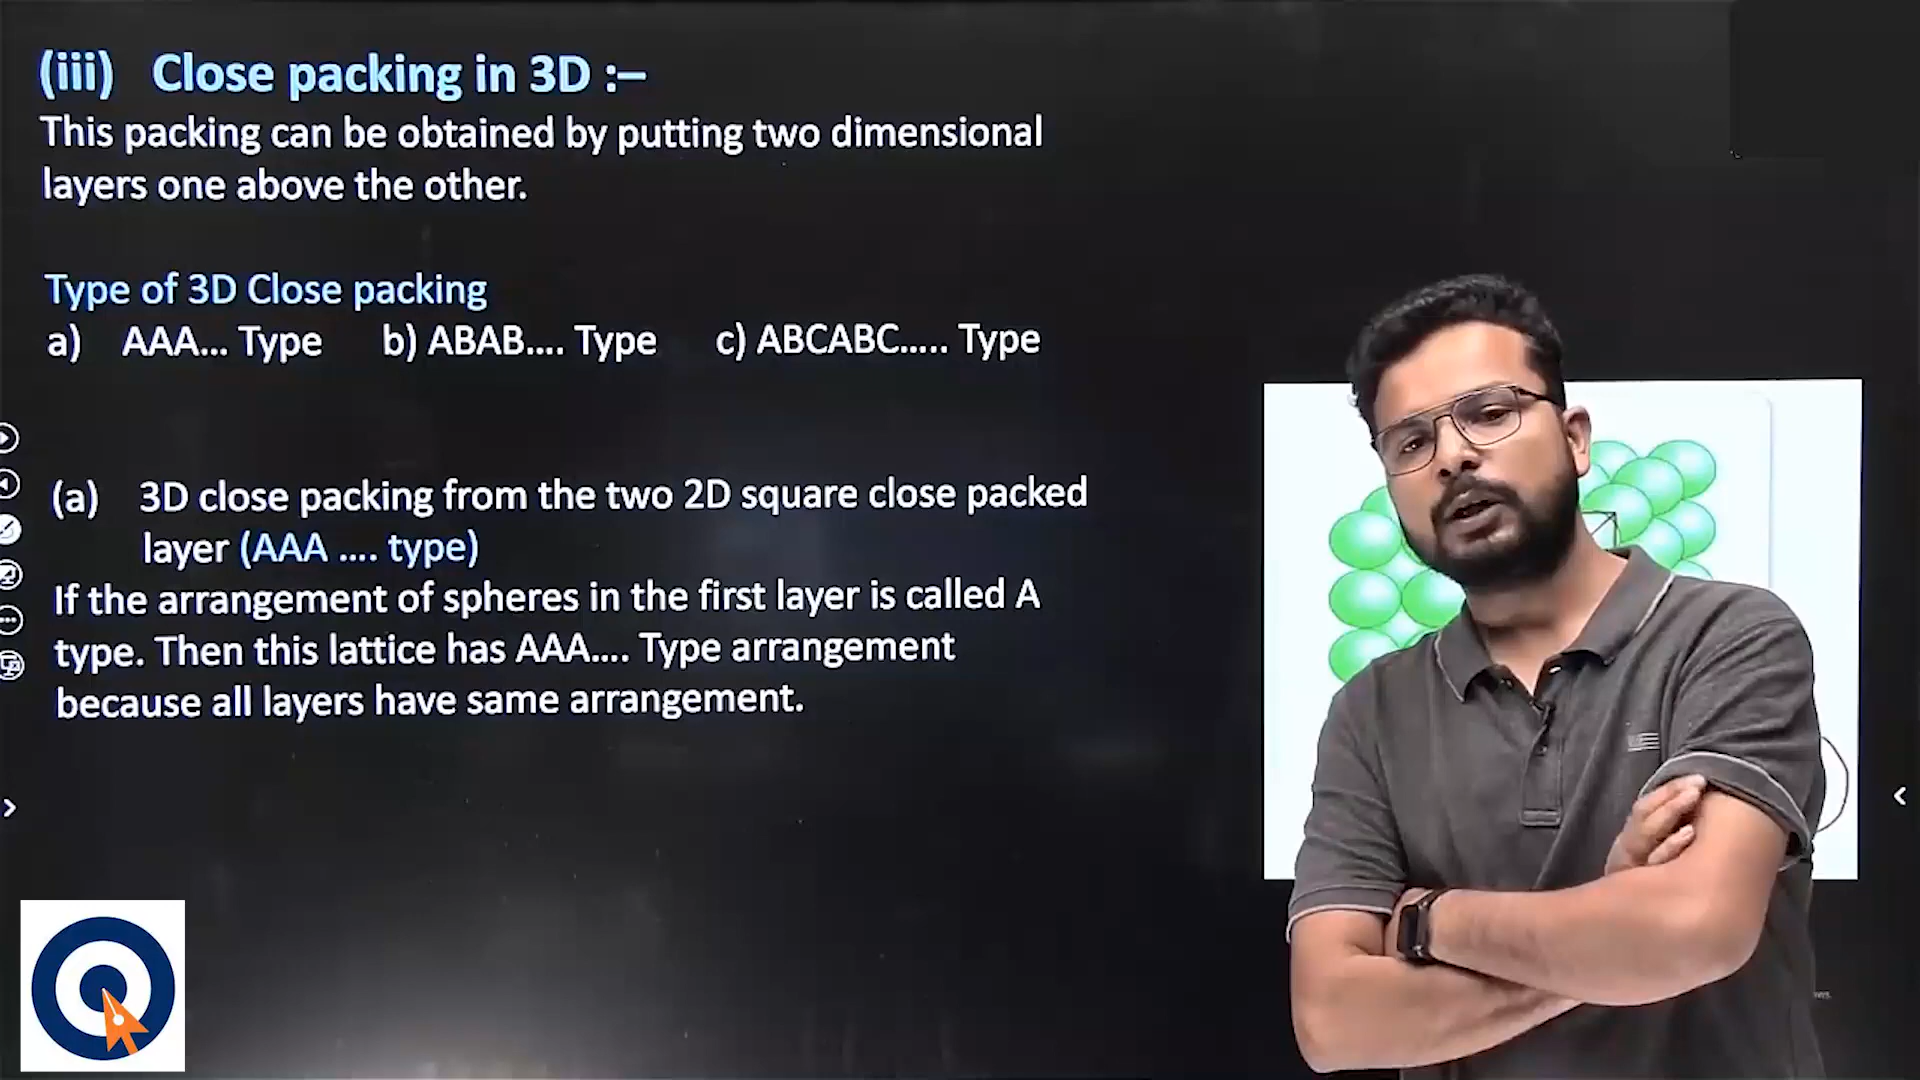 (iii) Close packing in 3D :–
This packing can be obtained by putting two dimensional
layers one above the other.
Type of 3D Close packing
a) AAA... Type b) ABAB.... Type c) ABCABC..... Type
(a) 3D close packing from the two 2D square close packed
layer (AAA .... type)
If the arrangement of spheres in the first layer is called A
type. Then this lattice has AAA.... Type arrangement
because all layers have same arrangement.